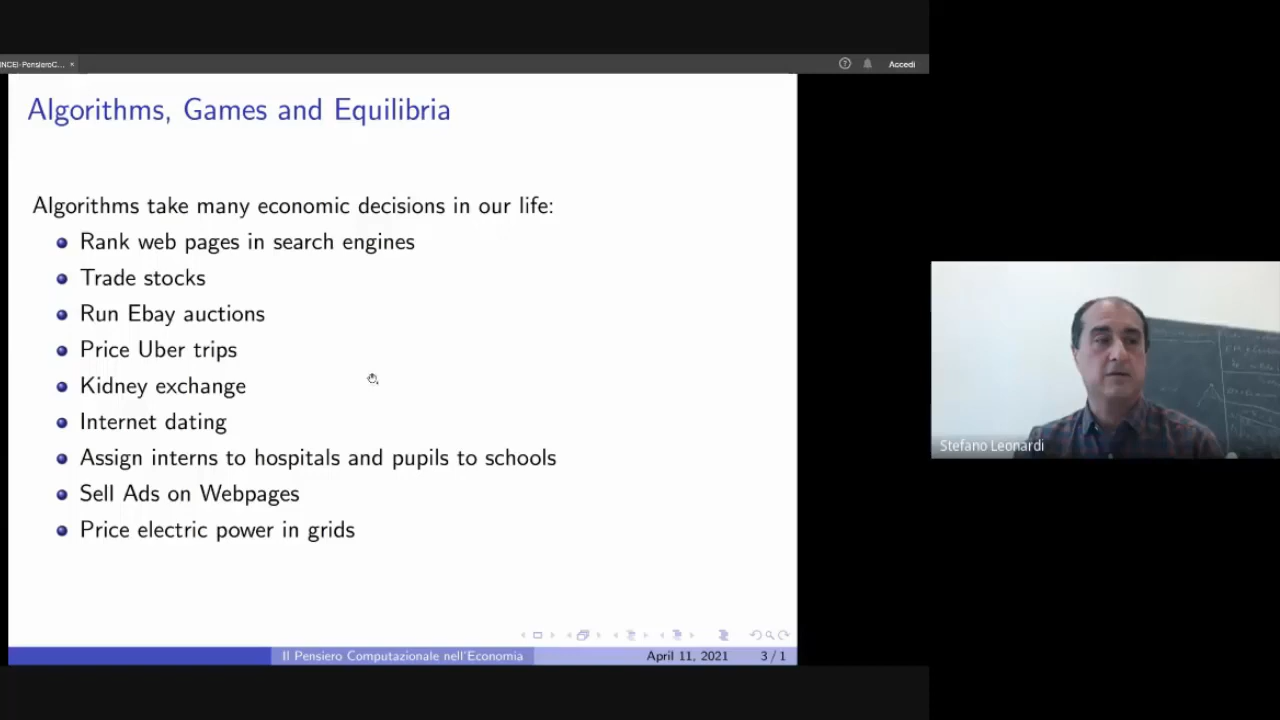 NCEI-PensieroC... ×
Accedi
Algorithms, Games and Equilibria
Algorithms take many economic decisions in our life:
Rank web pages in search engines
Trade stocks
Run Ebay auctions
Price Uber trips
Kidney exchange
Internet dating
Assign interns to hospitals and pupils to schools
Sell Ads on Webpages
Price electric power in grids
Il Pensiero Computazionale nell'Economia
April 11, 2021
3 / 1
Stefano Leonardi